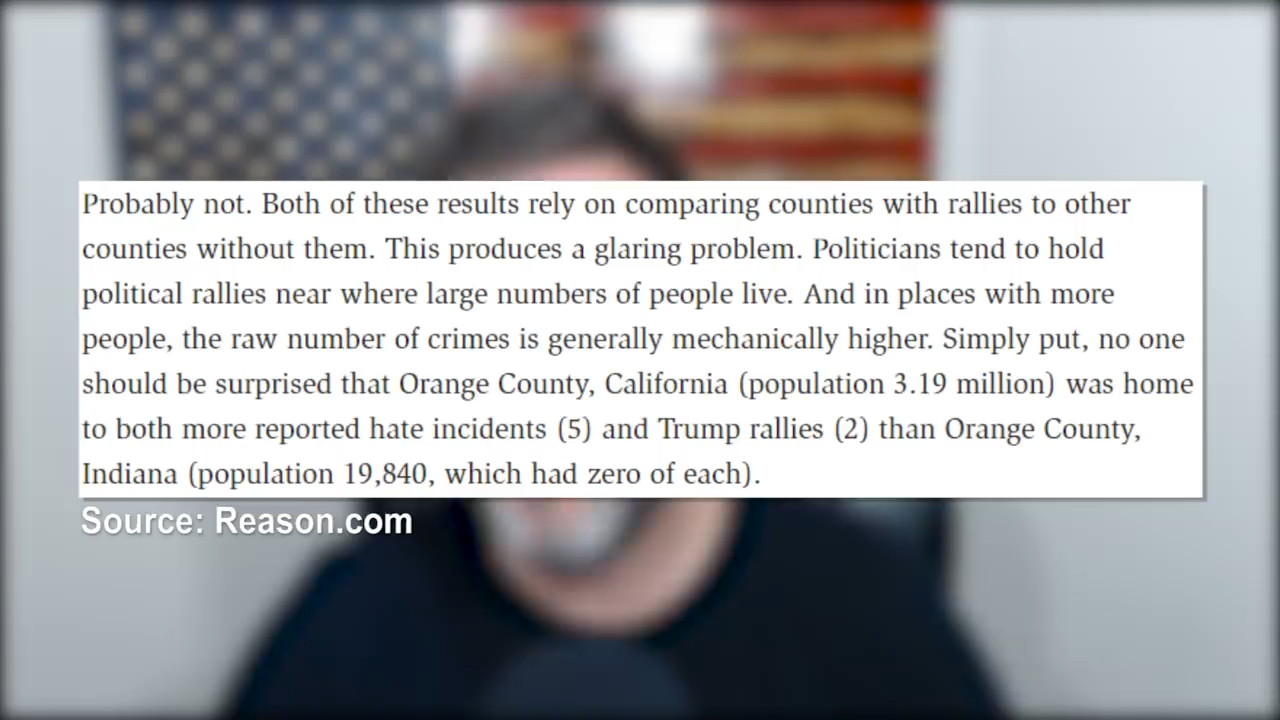 Probably not. Both of these results rely on comparing counties with rallies to other
counties without them. This produces a glaring problem. Politicians tend to hold
political rallies near where large numbers of people live. And in places with more
people, the raw number of crimes is generally mechanically higher. Simply put, no one
should be surprised that Orange County, California (population 3.19 million) was home
to both more reported hate incidents (5) and Trump rallies (2) than Orange County,
Indiana (population 19,840, which had zero of each).
Source: Reason.com